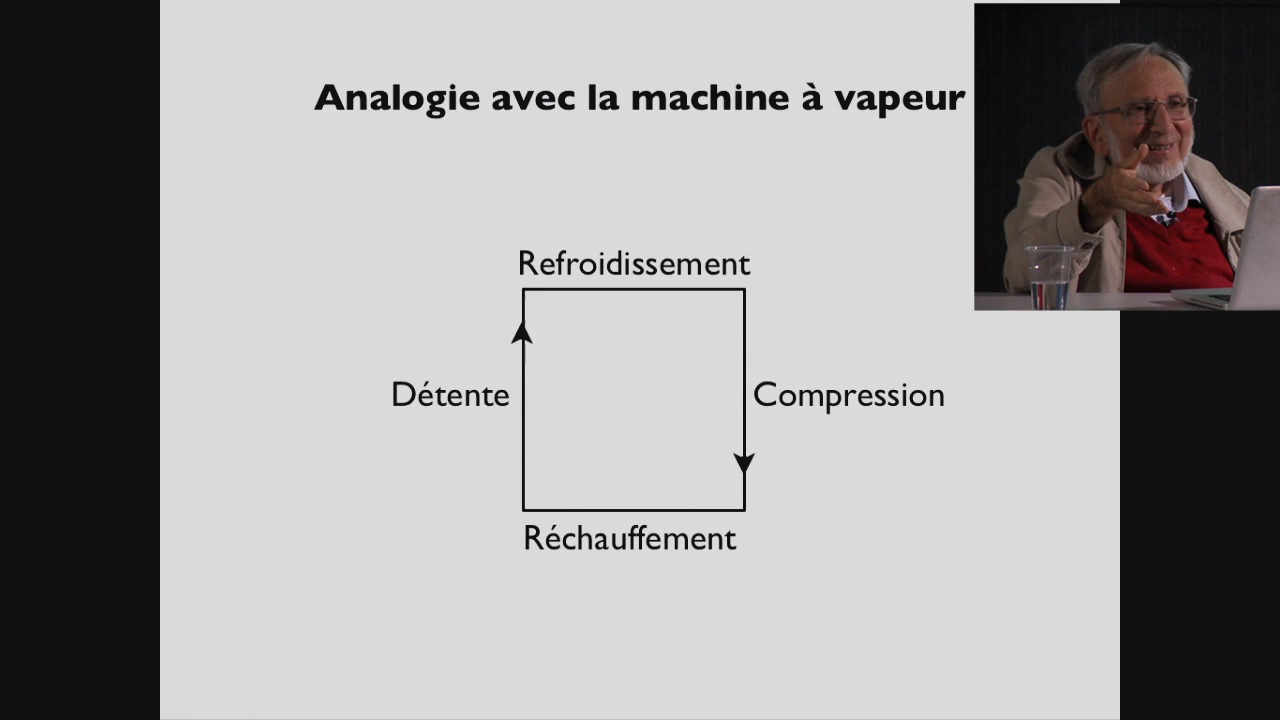 Analogie avec la machine à vapeur
Refroidissement
Détente
Compression
Réchauffement